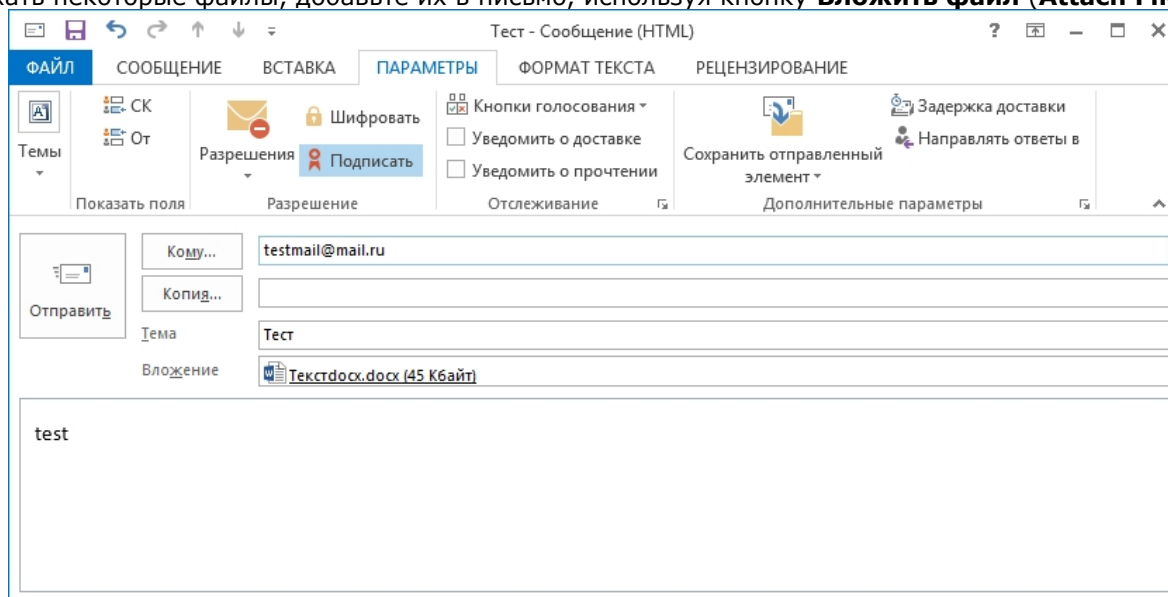 некоторые файлы, добавьте их в письмо, используя кнопку Вложить файл (Attach
Тест - Сообщение (HTML) ?
ФАЙЛ СООБЩЕНИЕ ВСТАВКА ПАРАМЕТРЫ ФОРМАТ ТЕКСТА РЕЦЕНЗИРОВАНИЕ
Темы
СК
От
Показать поля
Разрешения
Шифровать
Подписать
Разрешение
Кнопки голосования
Уведомить о доставке
Уведомить о прочтении
Отслеживание
Сохранить отправленный
элемент
Задержка доставки
Направлять ответы в
Дополнительные параметры
Отправить
Кому... testmail@mail.ru
Копия...
Тема Тест
Вложение Текстdocx.docx (45 Кбайт)
test